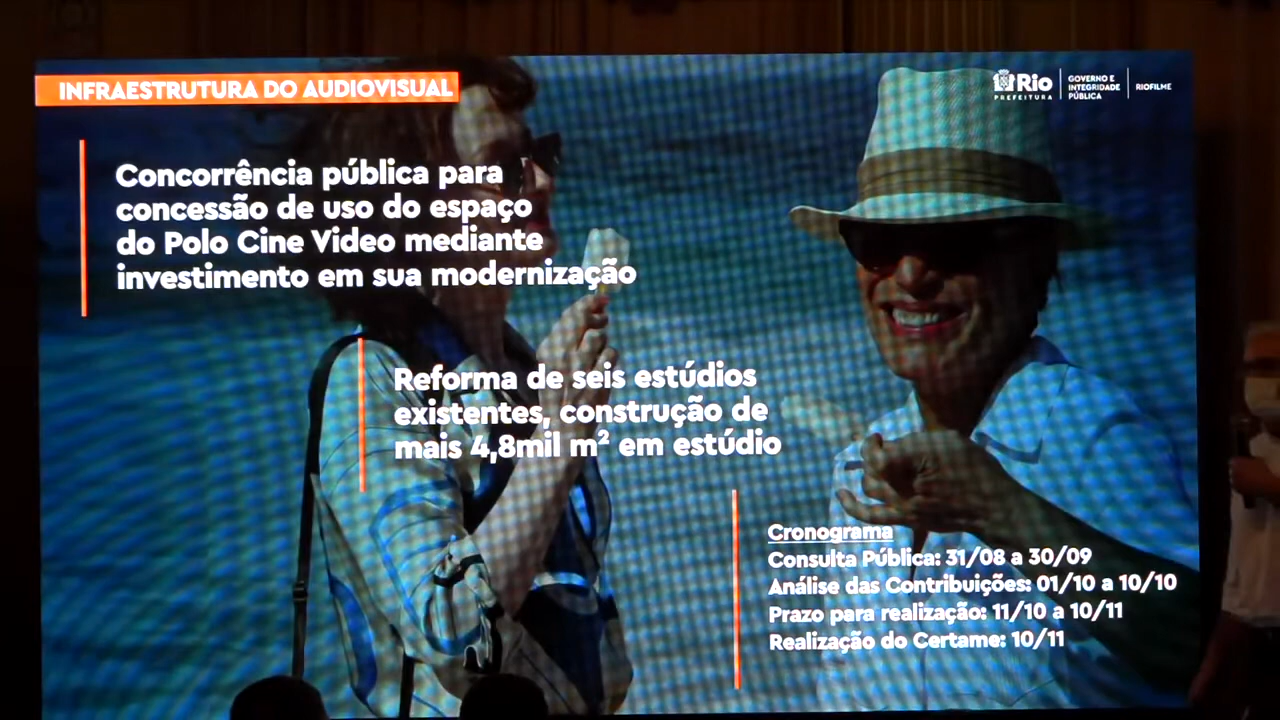 INFRAESTRUTURA DO AUDIOVISUAL
Rio
PREFEITURA
GOVERNO E
INTEGRIDADE
PÚBLICA
RIOFILME
Concorrência pública para
concessão de uso do espaço
do Polo Cine Video mediante
investimento em sua modernização
Reforma de seis estúdios
existentes, construção de
mais 4,8mil m² em estúdio
Cronograma
Consulta Pública: 31/08 a 30/09
Análise das Contribuições: 01/10 a 10/10
Prazo para realização: 11/10 a 10/11
Realização do Certame: 10/11